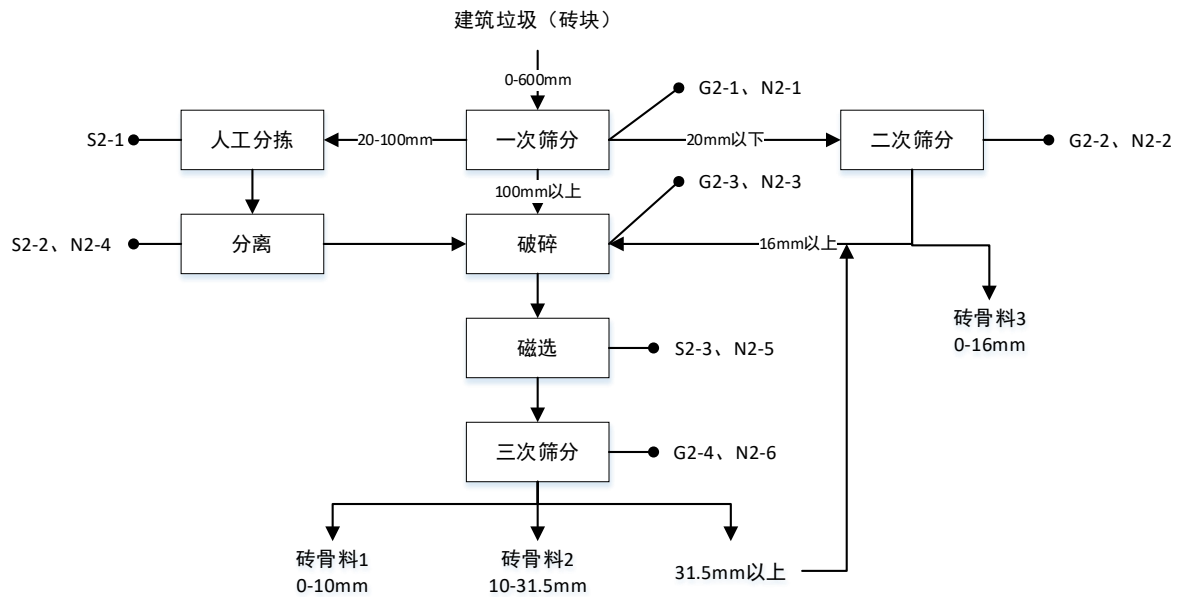 建筑垃圾（砖块）
0-600mm
G2-1、N2-1
S2-1
人工分拣
20-100mm
一次筛分
20mm以下
二次筛分
G2-2、N2-2
100mm以上
G2-3、N2-3
S2-2、N2-4
分离
破碎
16mm以上
砖骨料3
0-16mm
磁选
S2-3、N2-5
三次筛分
G2-4、N2-6
砖骨料1
0-10mm
砖骨料2
10-31.5mm
31.5mm以上